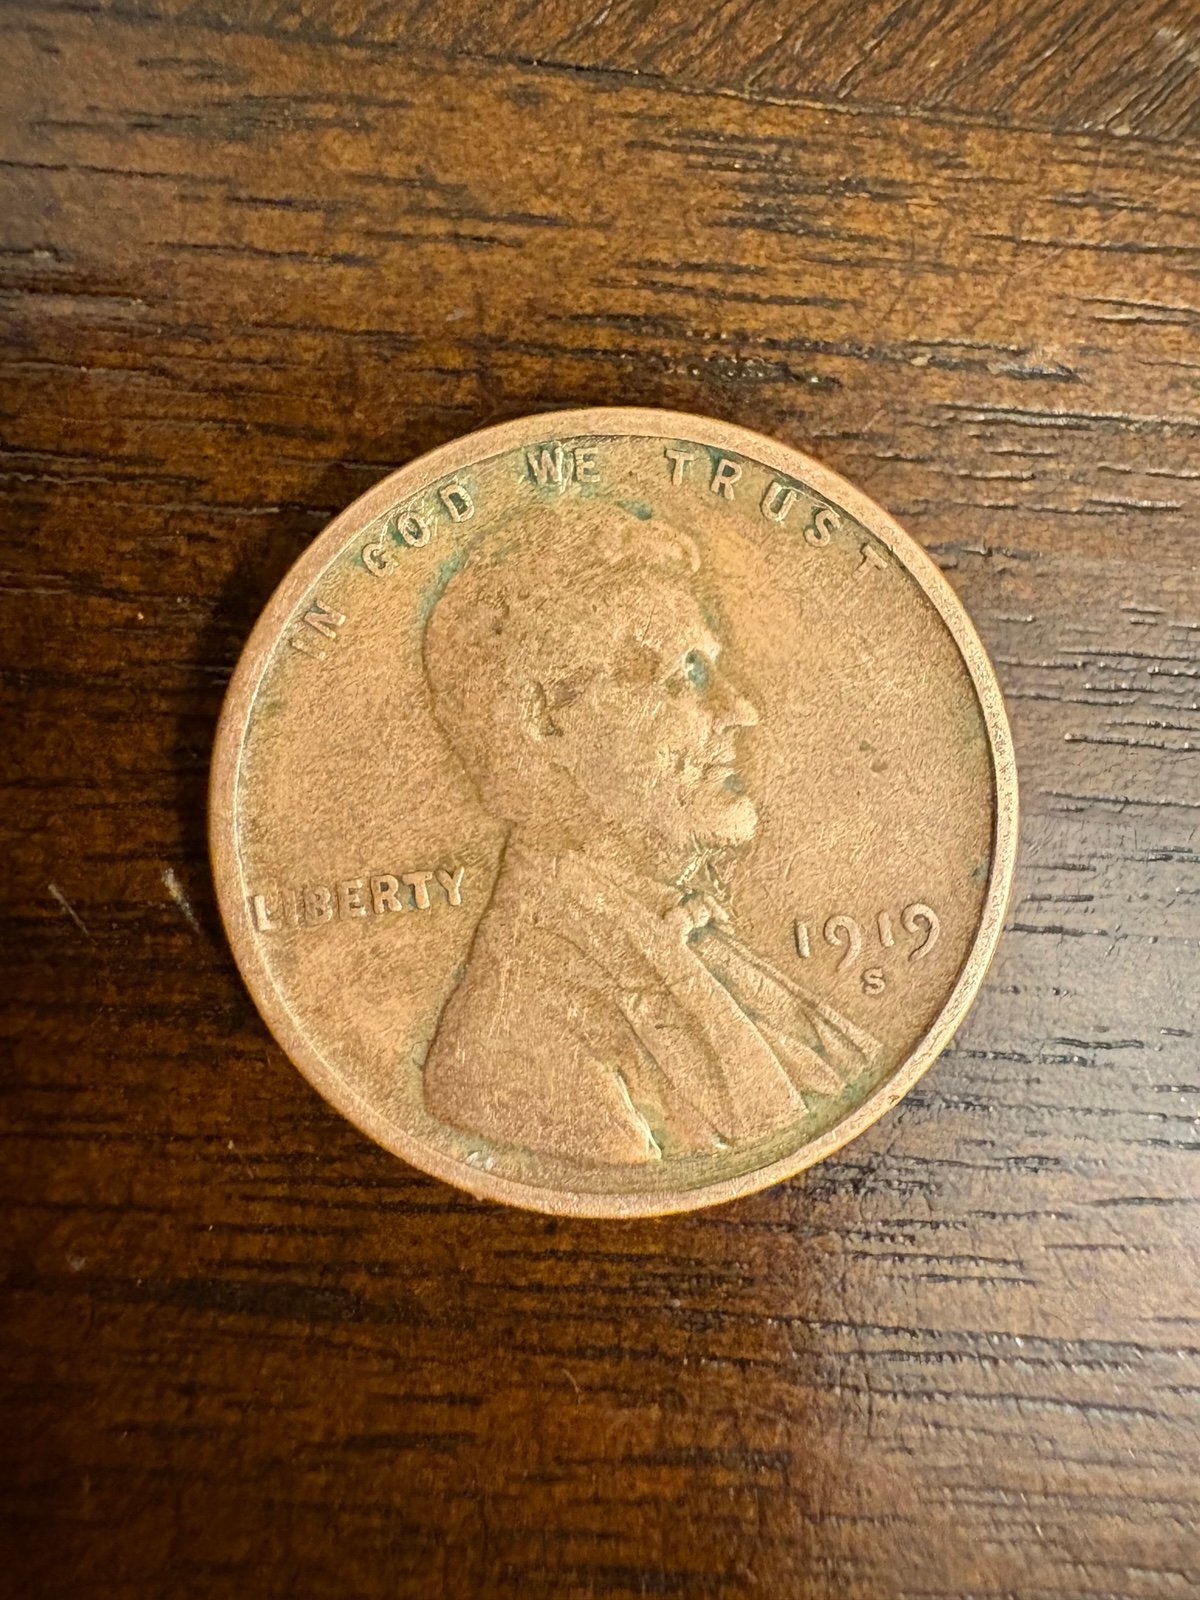 IN GOD WE TRUST
LIBERTY
1919
S